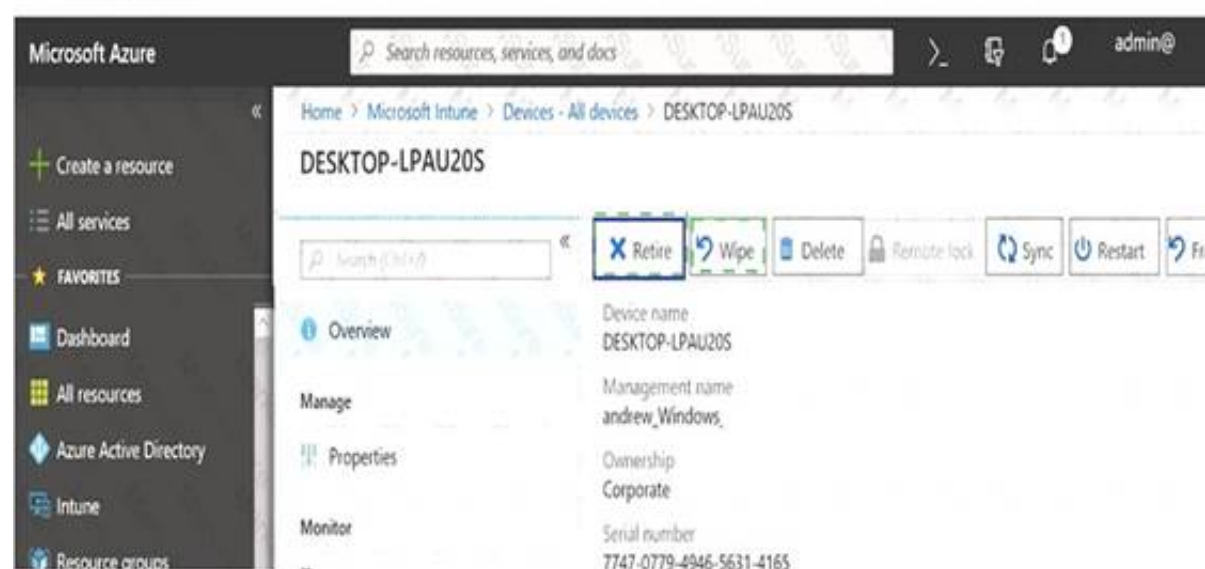 Microsoft Azure
Search resources, services, and docs
admin@
Home > Microsoft Intune > Devices - All devices > DESKTOP-LPAU20S
DESKTOP-LPAU20S
Create a resource
All services
FAVORITES
Dashboard
All resources
Azure Active Directory
Intune
Resource groups
Search (Ctrl+/)
Overview
Manage
Properties
Monitor
Retire Wipe Delete Remote lock Sync Restart
Device name
DESKTOP-LPAU20S
Management name
andrew_Windows_
Ownership
Corporate
Serial number
7747-0779-4946-5631-4165